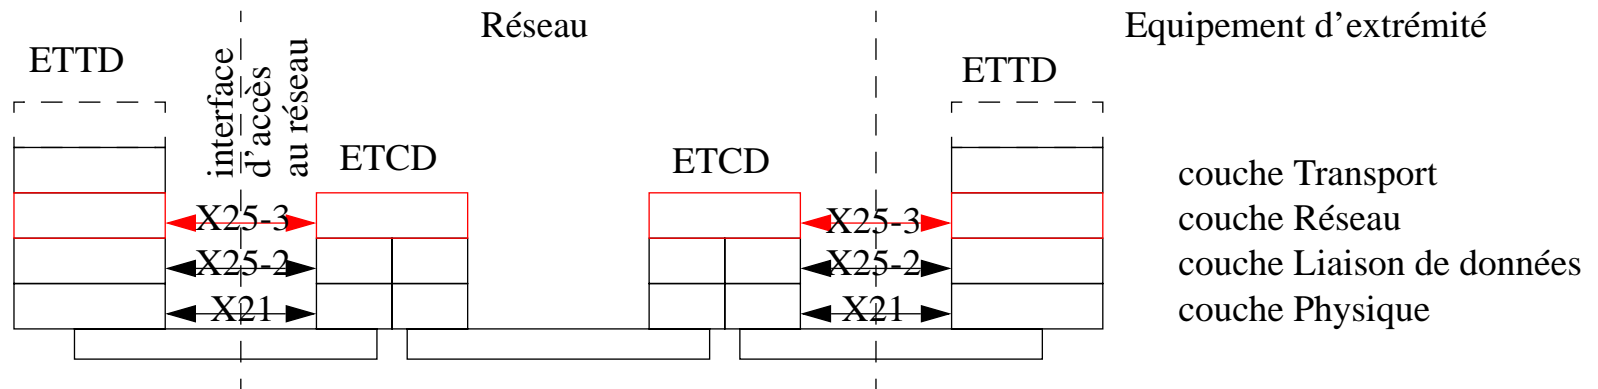 Réseau
Equipement d’extrémité
ETTD
interface
d’accès
au réseau
ETTD
ETCD
ETCD
couche Transport
X25-3
X25-3
couche Réseau
X25-2
X25-2
couche Liaison de données
X21
X21
couche Physique